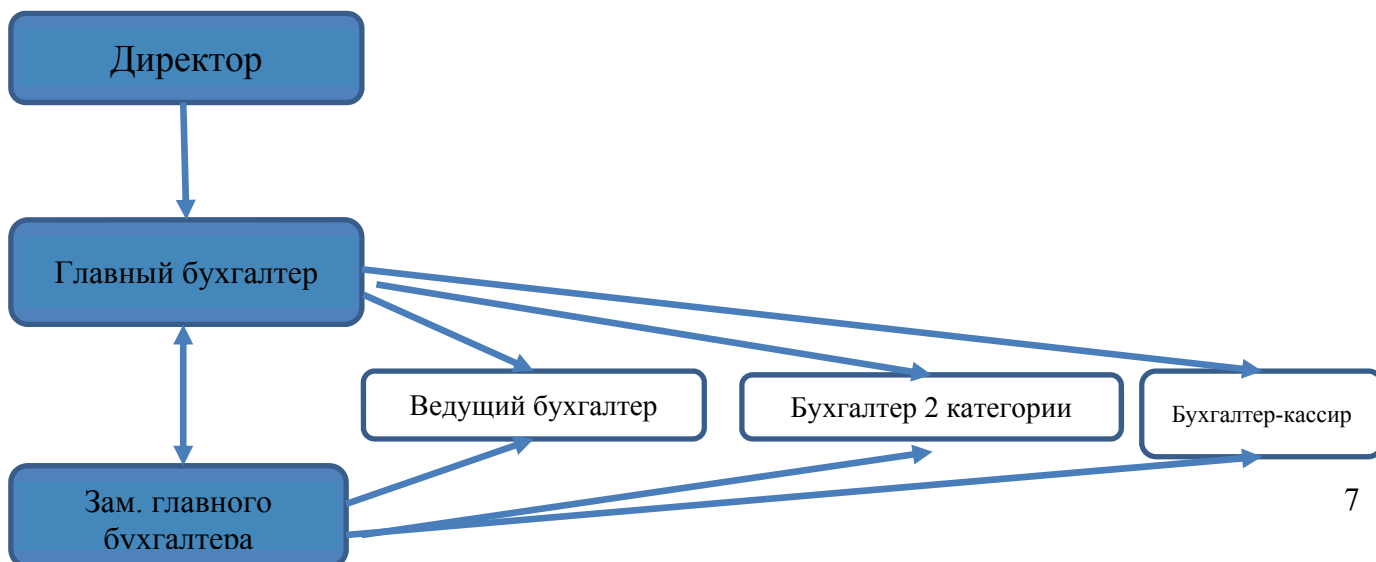 Директор
Главный бухгалтер
Ведущий бухгалтер
Бухгалтер 2 категории
Бухгалтер-кассир
Зам. главного
бухгалтера
7